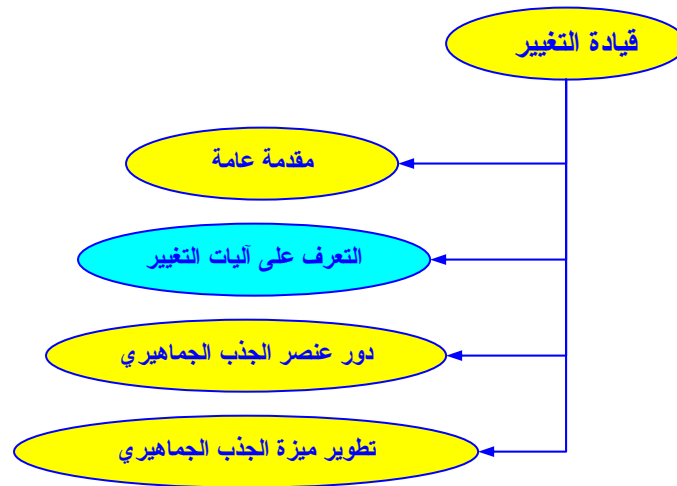 قيادة التغيير
مقدمة عامة
التعرف على آليات التغيير
دور عنصر الجذب الجماهيري
تطوير ميزة الجذب الجماهيري